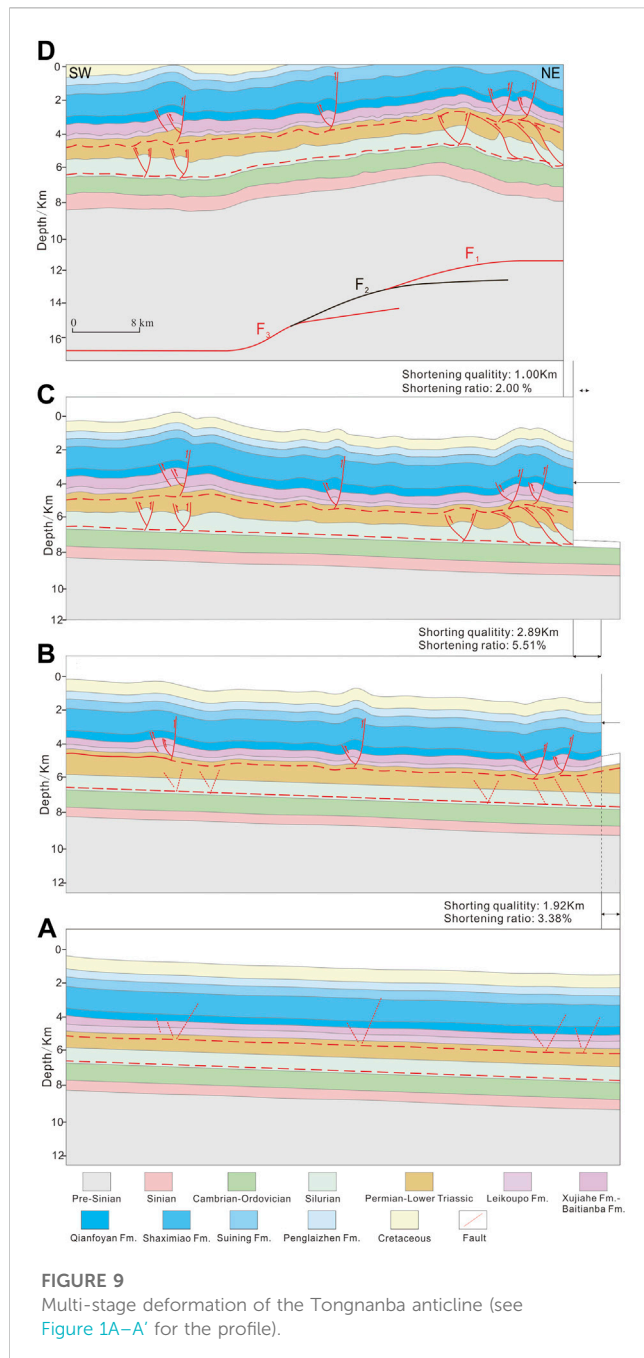 D
SW
NE
0
2
4
6
8
10
12
14
16
Depth/Km
F1
F2
F3
0 8 km
Shortening qualitity: 1.00Km
Shortening ratio: 2.00 %
C
0
2
4
6
8
10
12
Depth/Km
Shorting qualitity: 2.89Km
Shortening ratio: 5.51%
B
0
2
4
6
8
10
12
Depth/Km
Shorting qualitity: 1.92Km
Shortening ratio: 3.38%
A
0
2
4
6
8
10
12
Depth/Km
Pre-Sinian Sinian Cambrian-Ordovician Silurian Permian-Lower Triassic Leikoupo Fm. Xujiahe Fm.-
Baitianba Fm.
Qianfoyan Fm. Shaximiao Fm. Suining Fm. Penglaizhen Fm. Cretaceous Fault
FIGURE 9
Multi-stage deformation of the Tongnanba anticline (see
Figure 1A–A’ for the profile).